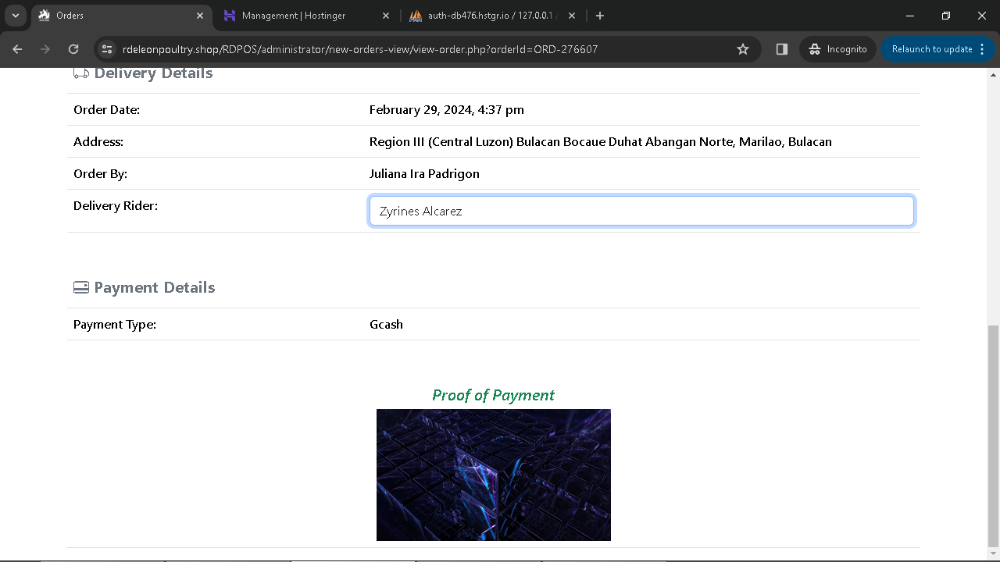 Orders
Management | Hostinger
auth-db476.hstgr.io / 127.0.0.1 /
rdeleonpoultry.shop/RDPOS/administrator/new-orders-view/view-order.php?orderId=ORD-276607
Incognito
Relaunch to update
Delivery Details
Order Date: February 29, 2024, 4:37 pm
Address: Region III (Central Luzon) Bulacan Bocaue Duhat Abangan Norte, Marilao, Bulacan
Order By: Juliana Ira Padrigon
Delivery Rider: Zyrines Alcarez
Payment Details
Payment Type: Gcash
Proof of Payment